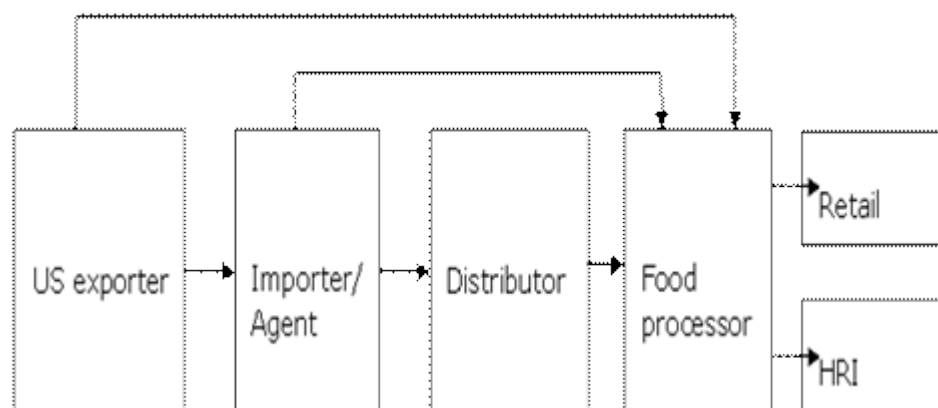 US exporter
Importer/
Agent
Distributor
Food
processor
Retail
HRI